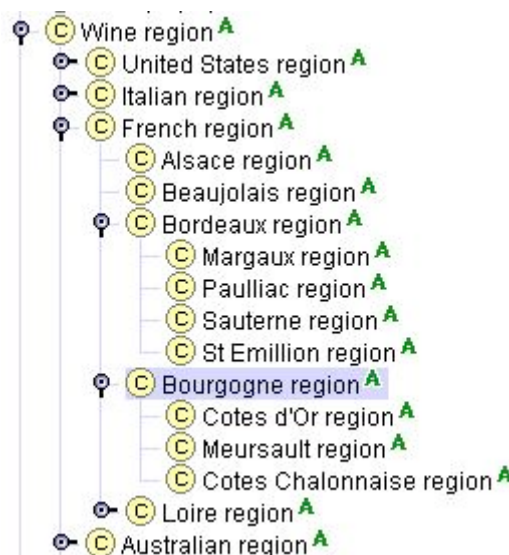 C Wine region A
C United States region A
C Italian region A
C French region A
C Alsace region A
C Beaujolais region A
C Bordeaux region A
C Margaux region A
C Paulliac region A
C Sauterne region A
C St Emillion region A
C Bourgogne region A
C Cotes d'Or region A
C Meursault region A
C Cotes Chalonnaise region A
C Loire region A
C Australian region A